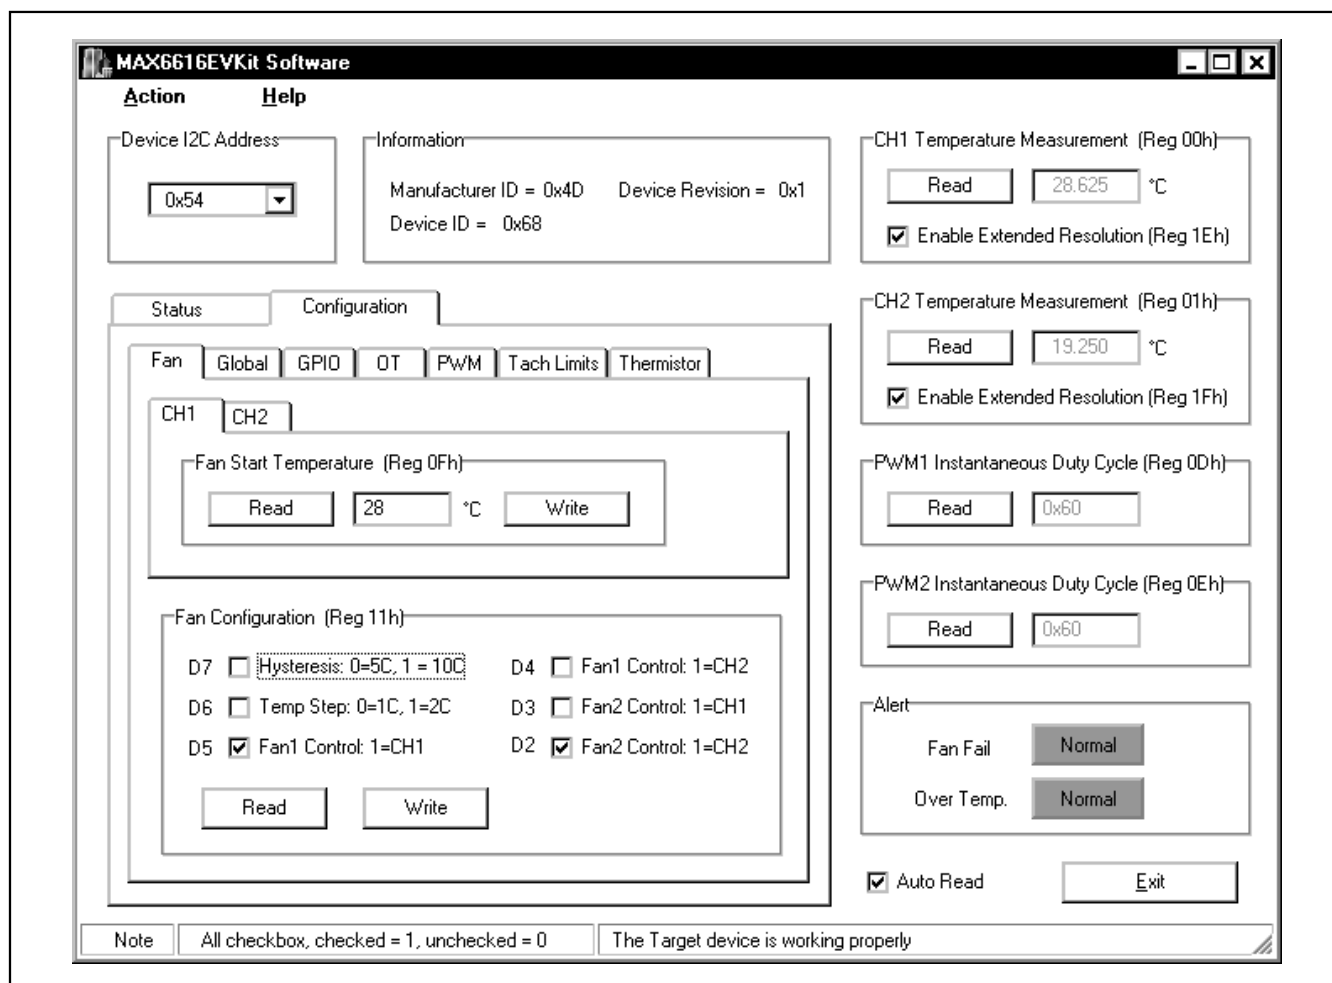 MAX6616EVKit Software
Action Help
Device I2C Address
0x54
Information
Manufacturer ID = 0x4D Device Revision = 0x1
Device ID = 0x68
CH1 Temperature Measurement (Reg 00h)
Read 28.625 °C
Enable Extended Resolution (Reg 1Eh)
Status Configuration
Fan Global GPIO OT PWM Tach Limits Thermistor
CH1 CH2
Fan Start Temperature (Reg 0Fh)
Read 28 °C Write
Fan Configuration (Reg 11h)
D7 Hysteresis: 0=5C, 1 = 10C D4 Fan1 Control: 1=CH2
D6 Temp Step: 0=1C, 1=2C D3 Fan2 Control: 1=CH1
D5 Fan1 Control: 1=CH1 D2 Fan2 Control: 1=CH2
Read Write
CH2 Temperature Measurement (Reg 01h)
Read 19.250 °C
Enable Extended Resolution (Reg 1Fh)
PWM1 Instantaneous Duty Cycle (Reg 0Dh)
Read 0x60
PWM2 Instantaneous Duty Cycle (Reg 0Eh)
Read 0x60
Alert
Fan Fail Normal
Over Temp. Normal
Auto Read Exit
Note All checkbox, checked = 1, unchecked = 0 The Target device is working properly